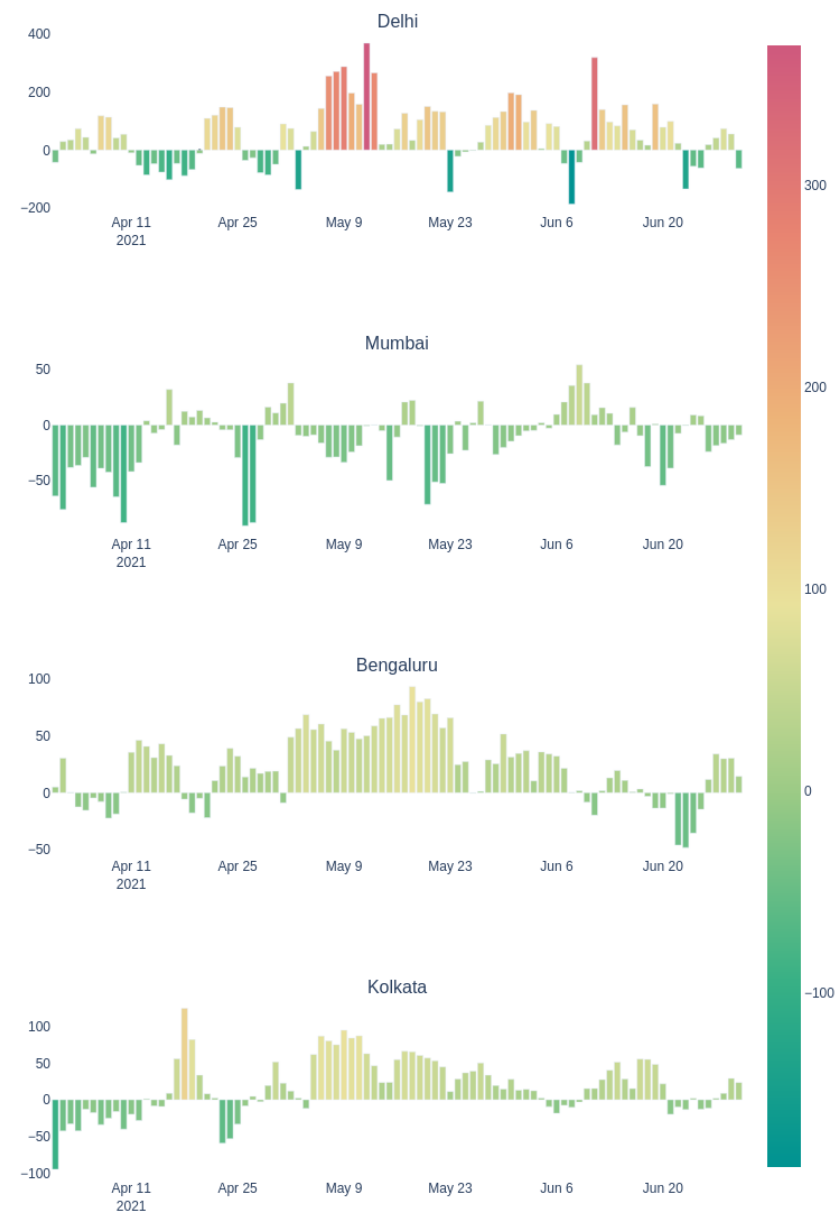 Delhi
400
200
0
−200
Apr 11
2021
Apr 25
May 9
May 23
Jun 6
Jun 20
Mumbai
50
0
−50
Apr 11
2021
Apr 25
May 9
May 23
Jun 6
Jun 20
Bengaluru
100
50
0
−50
Apr 11
2021
Apr 25
May 9
May 23
Jun 6
Jun 20
Kolkata
100
50
0
−50
−100
Apr 11
2021
Apr 25
May 9
May 23
Jun 6
Jun 20
300
200
100
0
−100